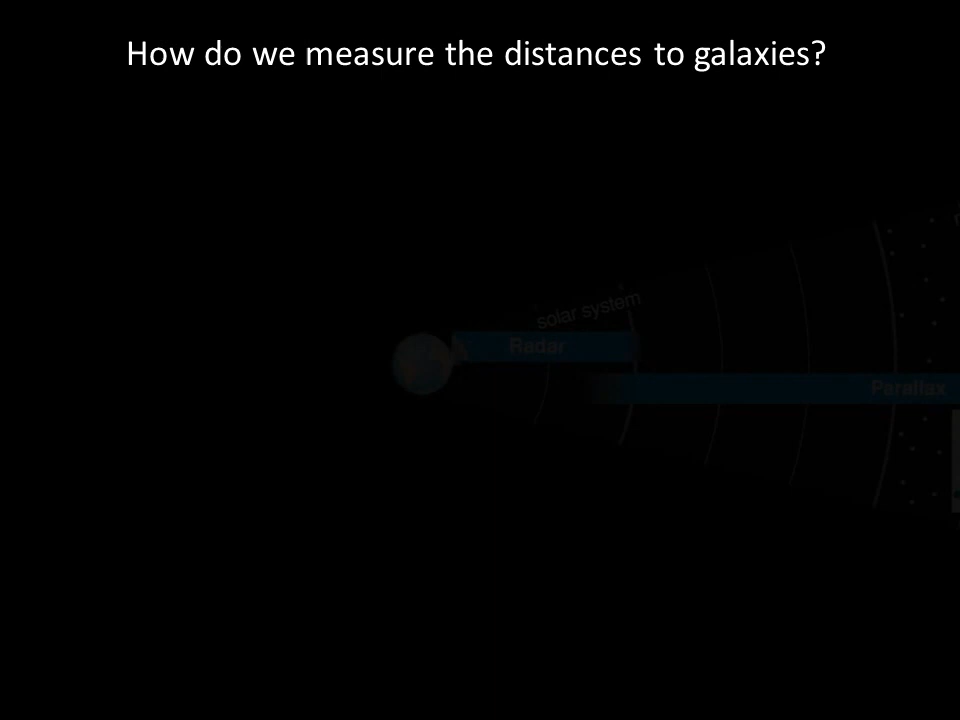 How do we measure the distances to galaxies?
solar system
Radar
Parallax